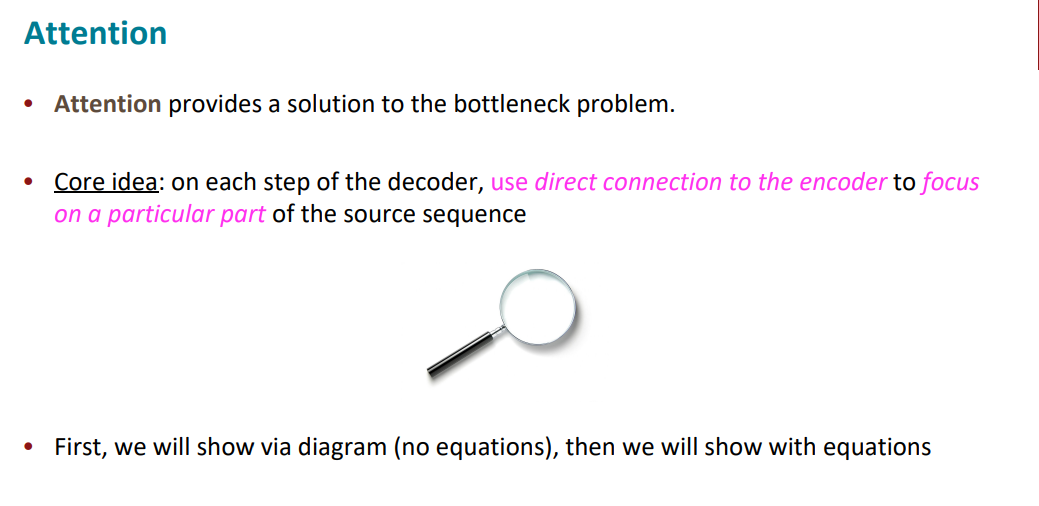 Attention
• Attention provides a solution to the bottleneck problem.
• Core idea: on each step of the decoder, use direct connection to the encoder to focus
on a particular part of the source sequence
• First, we will show via diagram (no equations), then we will show with equations